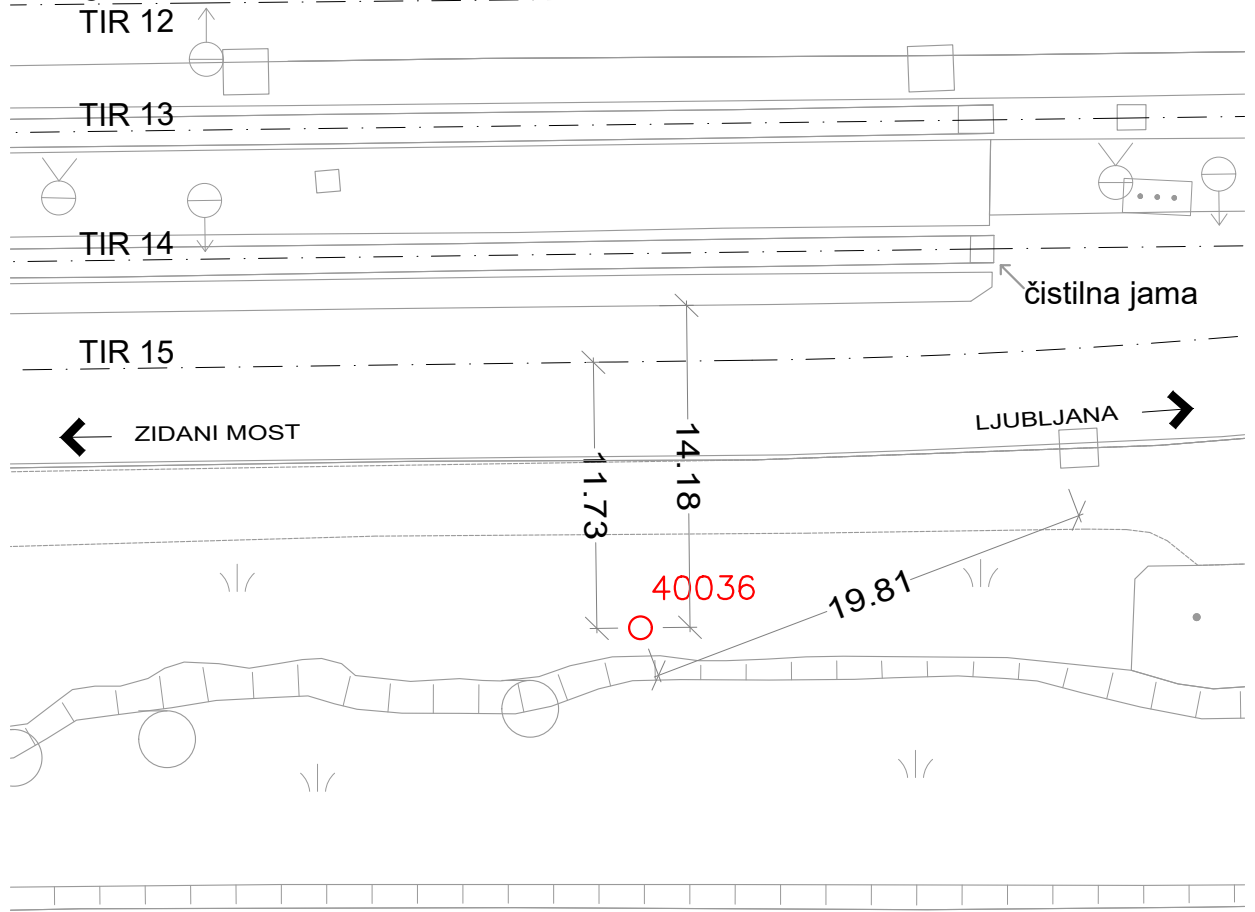 TIR 12
TIR 13
TIR 14
čistilna jama
TIR 15
ZIDANI MOST
LJUBLJANA
11.73
14.18
40036
19.81